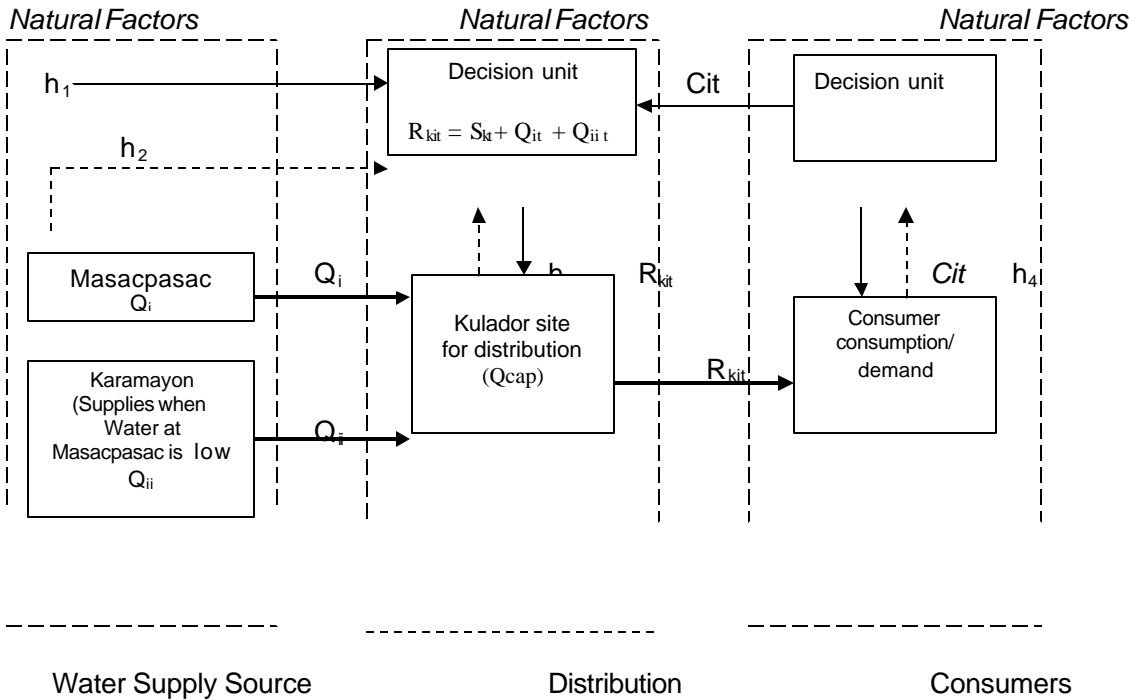 Natural Factors
Natural Factors
Natural Factors
h1
Decision unit
Rkit = Skt + Qit + Qii t
Cit
Decision unit
h2
Masacpasac
Qi
Qi
Rkit
Cit
h4
Kulador site
for distribution
(Qcap)
Consumer
consumption/
demand
Rkit
Karamayon
(Supplies when
Water at
Masacpasac is low
Qii
Qii
Water Supply Source
Distribution
Consumers